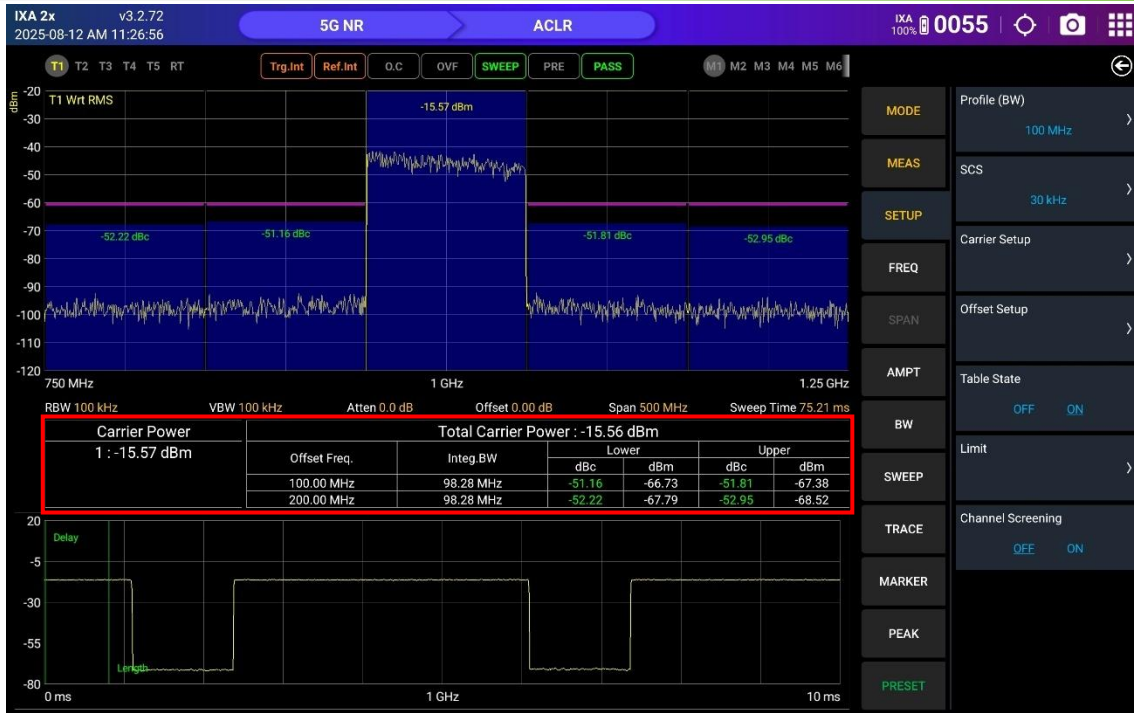 IXA 2x v3.2.72
2025-08-12 AM 11:26:56
5G NR
ACLR
IXA
100%
0055
T1 T2 T3 T4 T5 RT
Trg.Int Ref.Int O.C OVF SWEEP PRE PASS
M1 M2 M3 M4 M5 M6
dBm
T1 Wrt RMS
-20
-30
-40
-50
-60
-70
-80
-90
-100
-110
-120
-15.57 dBm
-52.22 dBc
-51.16 dBc
-51.81 dBc
-52.95 dBc
750 MHz 1 GHz 1.25 GHz
RBW 100 kHz VBW 100 kHz Atten 0.0 dB Offset 0.00 dB Span 500 MHz Sweep Time 75.21 ms
Carrier Power
1 : -15.57 dBm
Total Carrier Power : -15.56 dBm
Offset Freq. Integ.BW Lower Upper
dBc dBm dBc dBm
100.00 MHz 98.28 MHz -51.16 -66.73 -51.81 -67.38
200.00 MHz 98.28 MHz -52.22 -67.79 -52.95 -68.52
20
-5
-30
-55
-80
Delay
Length
0 ms 1 GHz 10 ms
MODE
MEAS
SETUP
FREQ
SPAN
AMPT
BW
SWEEP
TRACE
MARKER
PEAK
PRESET
Profile (BW)
100 MHz
SCS
30 kHz
Carrier Setup
Offset Setup
Table State
OFF ON
Limit
Channel Screening
OFF ON